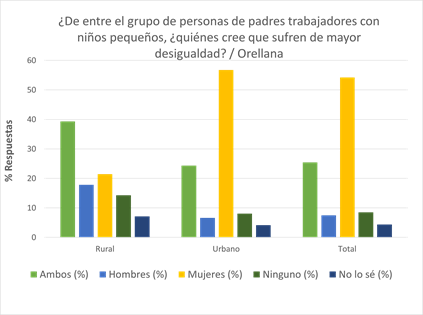 ¿De entre el grupo de personas de padres trabajadores con
niños pequeños, ¿quiénes cree que sufren de mayor
desigualdad? / Orellana
60
50
40
30
20
10
0
% Respuestas
Rural Urbano Total
Ambos (%) Hombres (%) Mujeres (%) Ninguno (%) No lo sé (%)